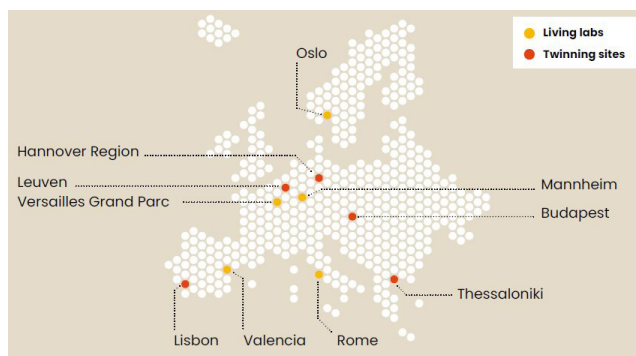 Living labs
Twinning sites
Oslo
Hannover Region
Leuven
Versailles Grand Parc
Mannheim
Budapest
Thessaloniki
Lisbon
Valencia
Rome